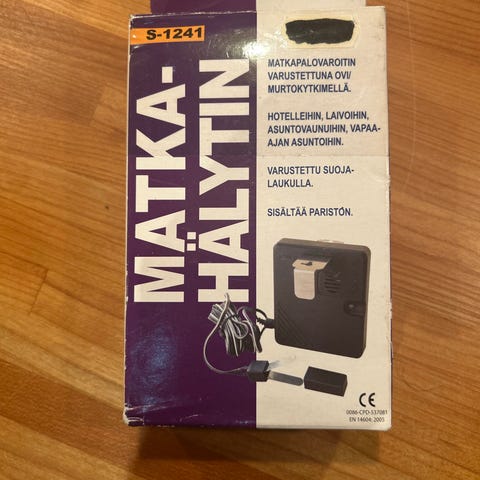 S-1241
MATKA-
HÄLYTIN
MATKAPALOVAROITIN
VARUSTETTUNA OVI/
MURTOKYTKIMELLÄ.
HOTELLEIHIN, LAIVOIHIN,
ASUNTOVAUNUIHIN, VAPAA-
AJAN ASUNTOIHIN.
VARUSTETTU SUOJA-
LAUKULLA.
SISÄLTÄÄ PARISTÓN.
CE
0086-CPD-537081
EN 14604: 2005